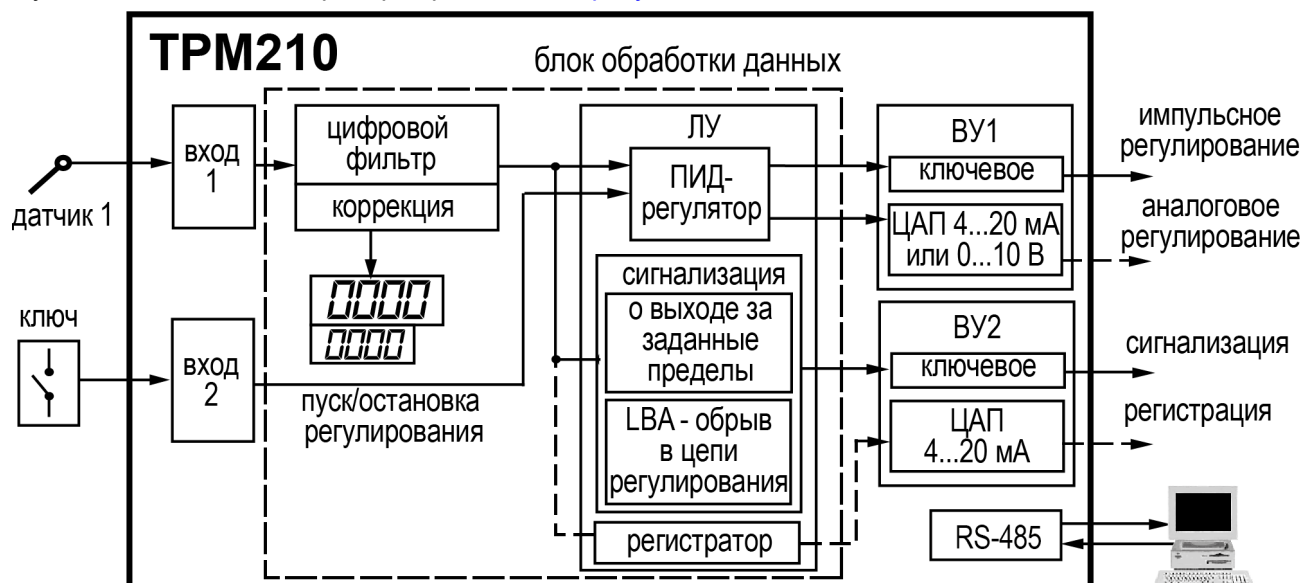 ТРМ210
блок обработки данных
датчик 1
ключ
вход
1
вход
2
цифровой
фильтр
коррекция
0000
0000
пуск/остановка
регулирования
ЛУ
ПИД-
регулятор
сигнализация
о выходе за
заданные
пределы
LBA - обрыв
в цепи
регулирования
регистратор
ВУ1
ключевое
ЦАП 4...20 мА
или 0...10 В
ВУ2
ключевое
ЦАП
4...20 мА
RS-485
импульсное
регулирование
аналоговое
регулирование
сигнализация
регистрация